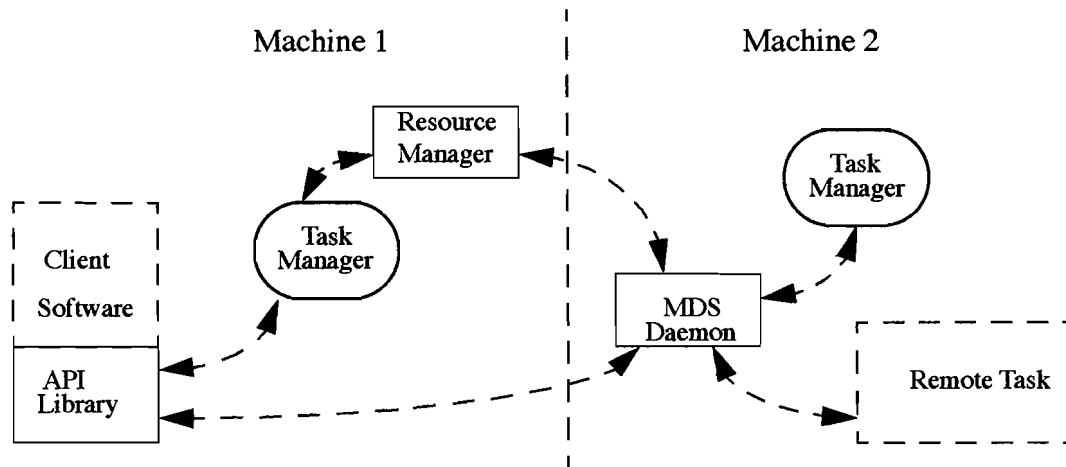 Machine 1
Machine 2
Resource
Manager
Task
Manager
Task
Manager
Client
Software
MDS
Daemon
API
Library
Remote Task